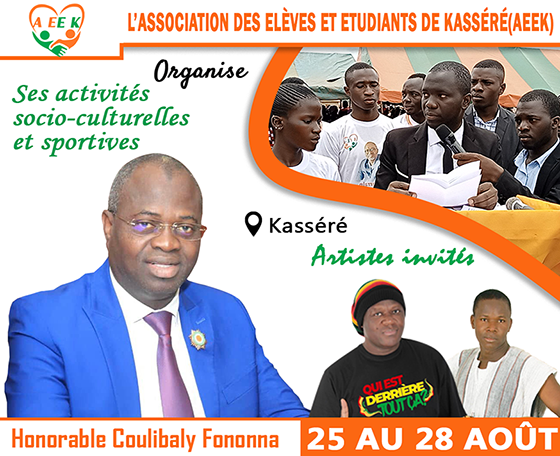 A EE K
L'ASSOCIATION DES ELÈVES ET ETUDIANTS DE KASSÉRÉ(AEEK)
Organise
Ses activités
socio-culturelles
et sportives
Kasséré
Artistes invités
QUI EST
DERRIÈRE
TOUT ÇA?
Honorable Coulibaly Fononna
25 AU 28 AOÛT